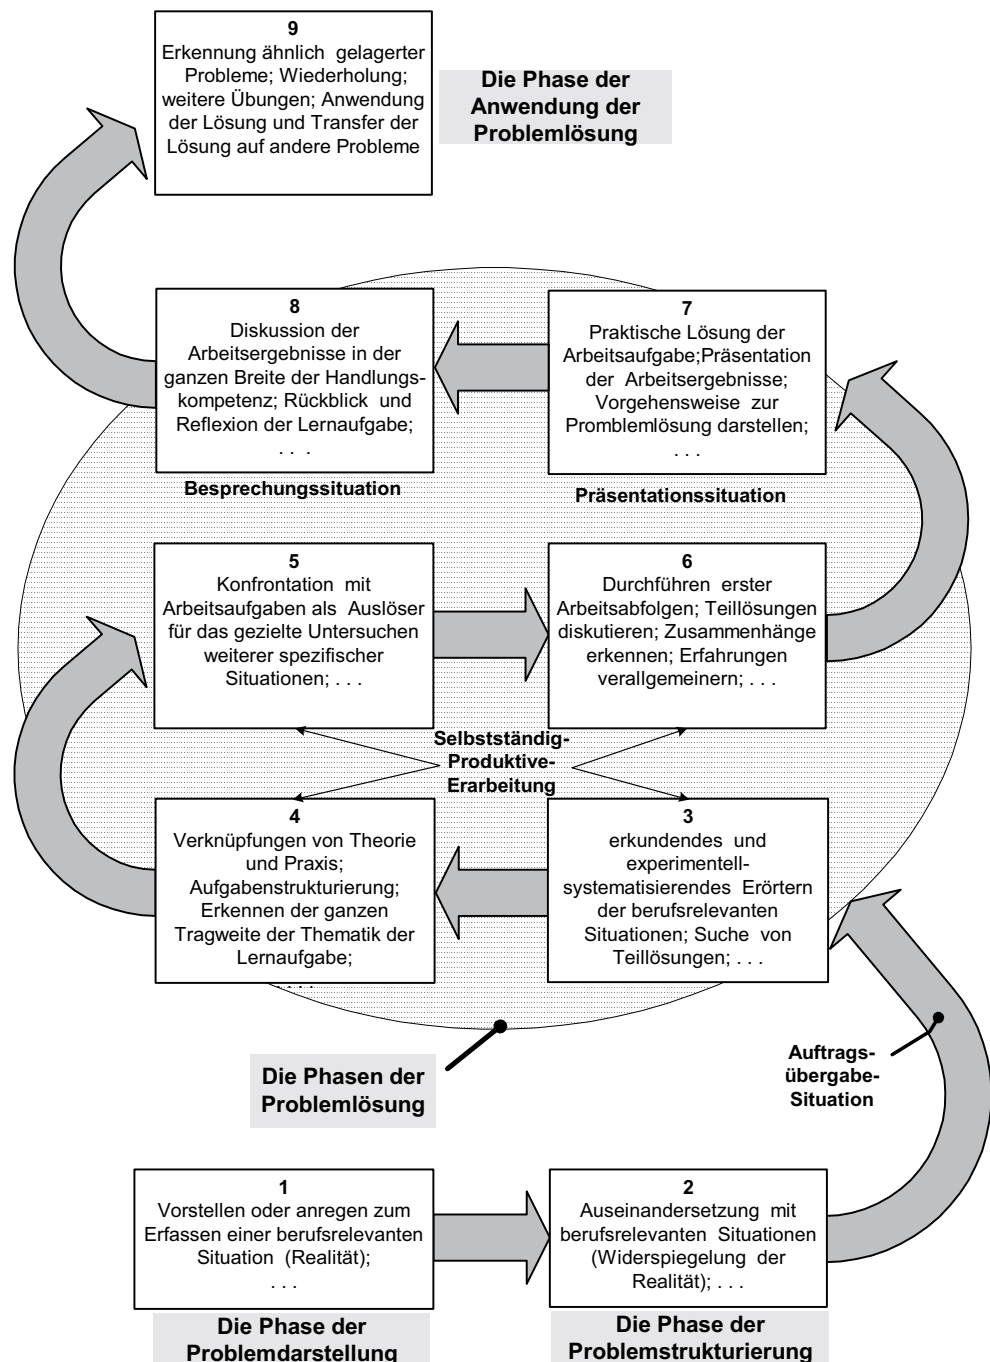 9
Erkennung ähnlich gelagerter
Probleme; Wiederholung;
weitere Übungen; Anwendung
der Lösung und Transfer der
Lösung auf andere Probleme
Die Phase der
Anwendung der
Problemlösung
8
Diskussion der
Arbeitsergebnisse in der
ganzen Breite der Handlungs-
kompetenz; Rückblick und
Reflexion der Lernaufgabe;
. . .
Besprechungssituation
7
Praktische Lösung der
Arbeitsaufgabe;Präsentation
der Arbeitsergebnisse;
Vorgehensweise zur
Promblemlösung darstellen;
. . .
Präsentationssituation
5
Konfrontation mit
Arbeitsaufgaben als Auslöser
für das gezielte Untersuchen
weiterer spezifischer
Situationen; . . .
6
Durchführen erster
Arbeitsabfolgen; Teillösungen
diskutieren; Zusammenhänge
erkennen; Erfahrungen
verallgemeinern; . . .
Selbstständig-
Produktive-
Erarbeitung
4
Verknüpfungen von Theorie
und Praxis;
Aufgabenstrukturierung;
Erkennen der ganzen
Tragweite der Thematik der
Lernaufgabe;
. . . .
3
erkundendes und
experimentell-
systematisierendes Erörtern
der berufsrelevanten
Situationen; Suche von
Teillösungen; . . .
Die Phasen der
Problemlösung
Auftrags-
übergabe-
Situation
1
Vorstellen oder anregen zum
Erfassen einer berufsrelevanten
Situation (Realität);
. . .
2
Auseinandersetzung mit
berufsrelevanten Situationen
(Widerspiegelung der
Realität); . . .
Die Phase der
Problemdarstellung
Die Phase der
Problemstrukturierung